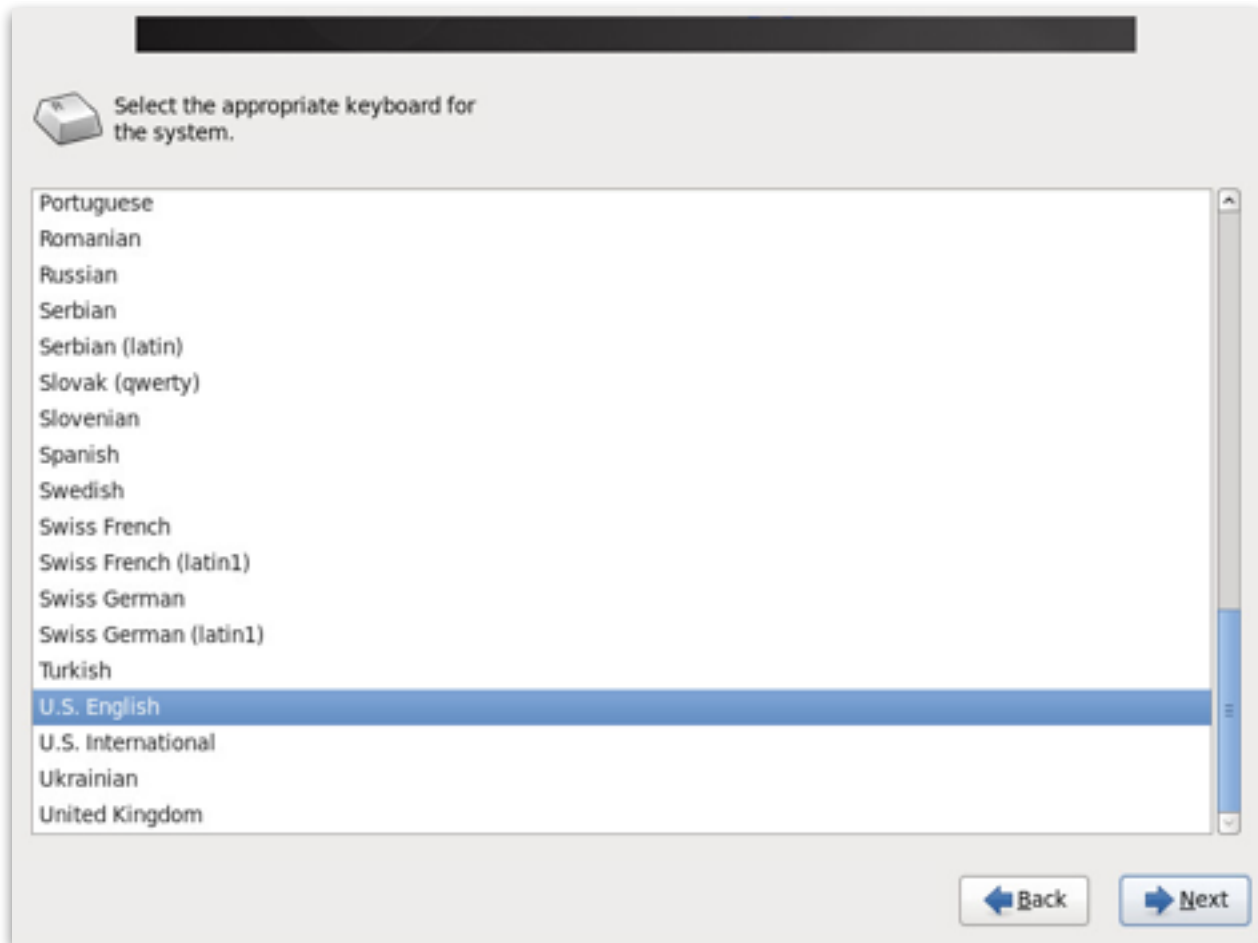 Select the appropriate keyboard for
the system.
Portuguese
Romanian
Russian
Serbian
Serbian (latin)
Slovak (qwerty)
Slovenian
Spanish
Swedish
Swiss French
Swiss French (latin1)
Swiss German
Swiss German (latin1)
Turkish
U.S. English
U.S. International
Ukrainian
United Kingdom
Back
Next